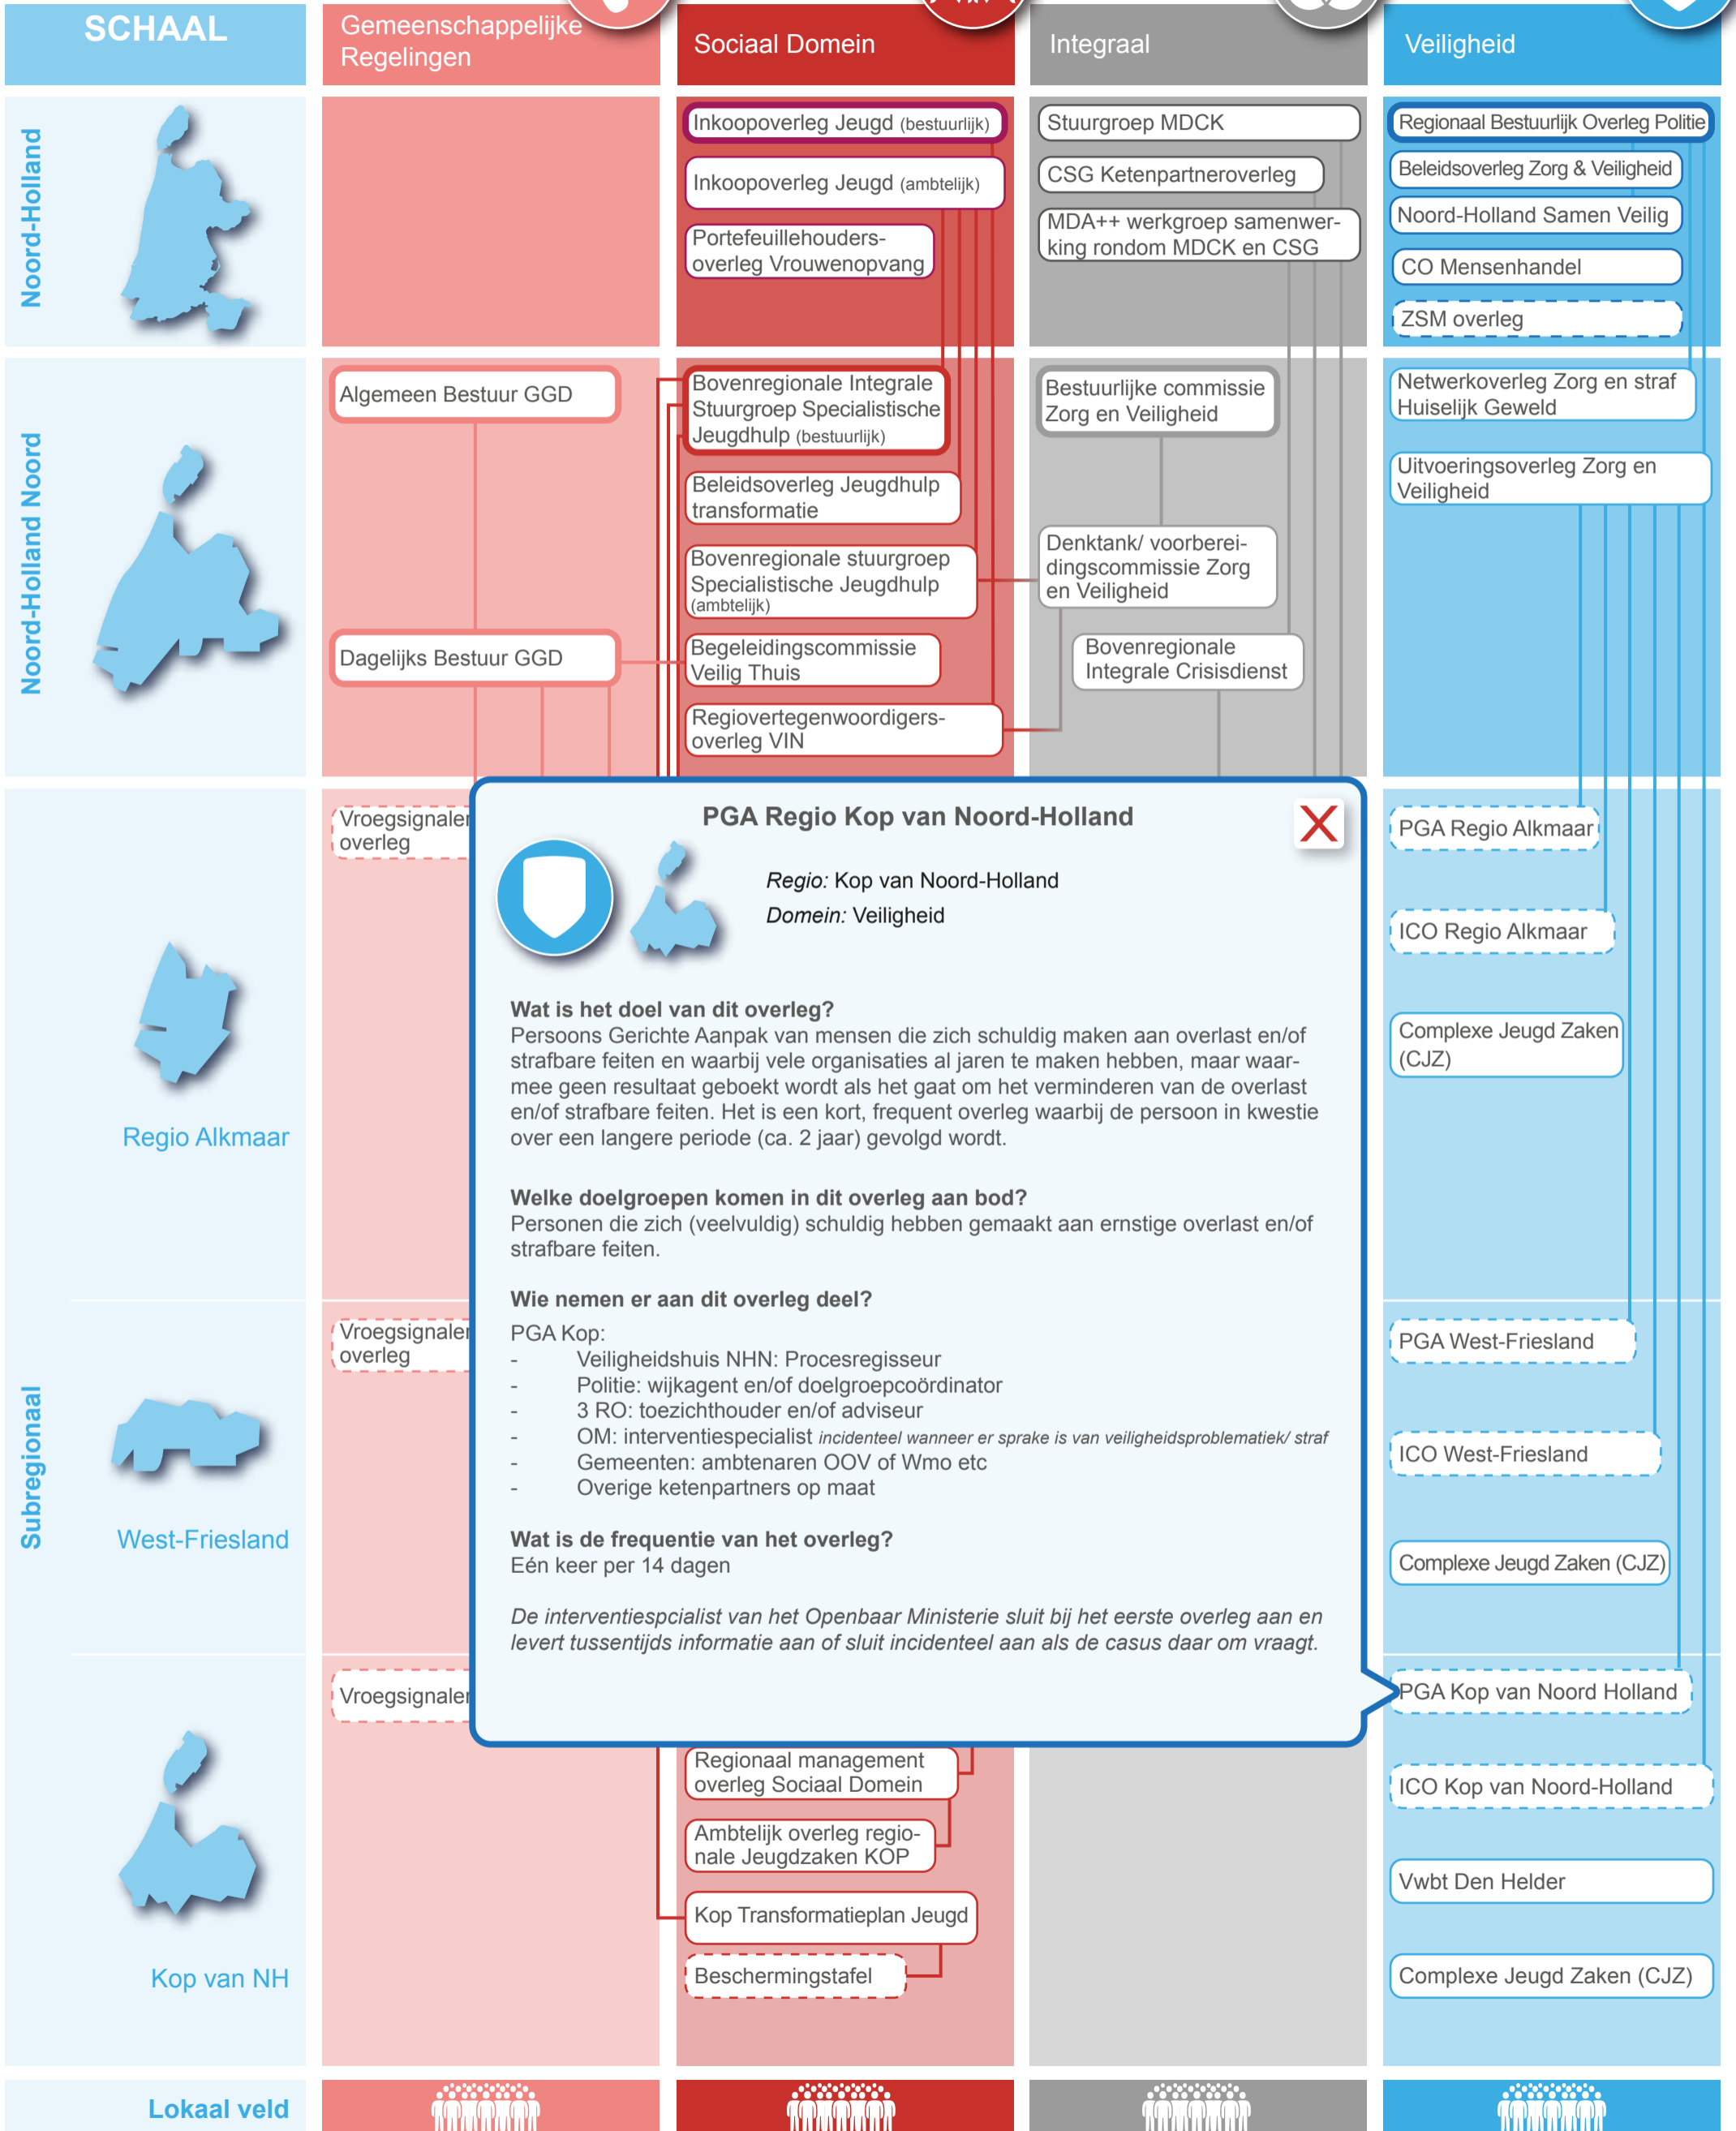 SCHAAL
Gemeenschappelijke
Regelingen
Sociaal Domein
Integraal
Veiligheid
Noord-Holland
Inkoopoverleg Jeugd (bestuurlijk)
Inkoopoverleg Jeugd (ambtelijk)
Portefeuillehouders-
overleg Vrouwenopvang
Stuurgroep MDCK
CSG Ketenpartneroverleg
MDA++ werkgroep samenwer-
king rondom MDCK en CSG
Regionaal Bestuurlijk Overleg Politie
Beleidsoverleg Zorg & Veiligheid
Noord-Holland Samen Veilig
CO Mensenhandel
ZSM overleg
Noord-Holland Noord
Algemeen Bestuur GGD
Dagelijks Bestuur GGD
Bovenregionale Integrale
Stuurgroep Specialistische
Jeugdhulp (bestuurlijk)
Beleidsoverleg Jeugdhulp
transformatie
Bovenregionale stuurgroep
Specialistische Jeugdhulp
(ambtelijk)
Begeleidingscommissie
Veilig Thuis
Regiovertegenwoordigers-
overleg VIN
Bestuurlijke commissie
Zorg en Veiligheid
Denktank/ voorberei-
dingscommissie Zorg
en Veiligheid
Bovenregionale
Integrale Crisisdienst
Netwerkoverleg Zorg en straf
Huiselijk Geweld
Uitvoeringsoverleg Zorg en
Veiligheid
Subregionaal
Regio Alkmaar
Vroegsignaler
overleg
PGA Regio Alkmaar
ICO Regio Alkmaar
Complexe Jeugd Zaken
(CJZ)
West-Friesland
Vroegsignaler
overleg
PGA West-Friesland
ICO West-Friesland
Complexe Jeugd Zaken (CJZ)
Kop van NH
Vroegsignaler
PGA Regio Kop van Noord-Holland
X
Regio: Kop van Noord-Holland
Domein: Veiligheid
Wat is het doel van dit overleg?
Persoons Gerichte Aanpak van mensen die zich schuldig maken aan overlast en/of
strafbare feiten en waarbij vele organisaties al jaren te maken hebben, maar waar-
mee geen resultaat geboekt wordt als het gaat om het verminderen van de overlast
en/of strafbare feiten. Het is een kort, frequent overleg waarbij de persoon in kwestie
over een langere periode (ca. 2 jaar) gevolgd wordt.
Welke doelgroepen komen in dit overleg aan bod?
Personen die zich (veelvuldig) schuldig hebben gemaakt aan ernstige overlast en/of
strafbare feiten.
Wie nemen er aan dit overleg deel?
PGA Kop:
- Veiligheidshuis NHN: Procesregisseur
- Politie: wijkagent en/of doelgroepcoördinator
- 3 RO: toezichthouder en/of adviseur
- OM: interventiespecialist incidenteel wanneer er sprake is van veiligheidsproblematiek/ straf
- Gemeenten: ambtenaren OOV of Wmo etc
- Overige ketenpartners op maat
Wat is de frequentie van het overleg?
Eén keer per 14 dagen
De interventiespcialist van het Openbaar Ministerie sluit bij het eerste overleg aan en
levert tussentijds informatie aan of sluit incidenteel aan als de casus daar om vraagt.
Regionaal management
overleg Sociaal Domein
Ambtelijk overleg regio-
nale Jeugdzaken KOP
Kop Transformatieplan Jeugd
Beschermingstafel
PGA Kop van Noord Holland
ICO Kop van Noord-Holland
Vwbt Den Helder
Complexe Jeugd Zaken (CJZ)
Lokaal veld